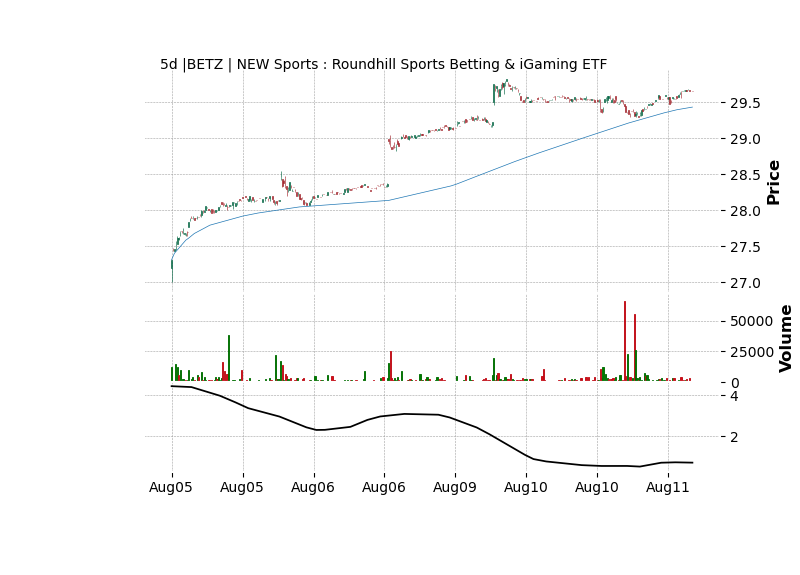 5d |BETZ | NEW Sports : Roundhill Sports Betting & iGaming ETF
29.5
29.0
28.5
28.0
27.5
27.0
Price
50000
25000
0
Volume
4
2
Aug05 Aug05 Aug06 Aug06 Aug09 Aug10 Aug10 Aug11